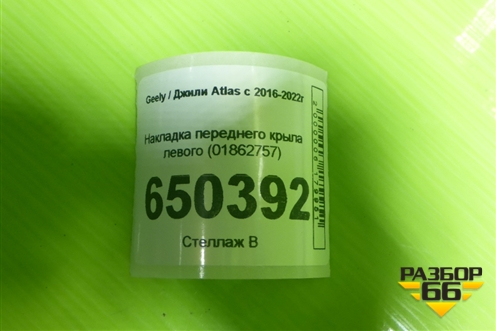 Geely / Джили Atlas с 2016-2022г
Накладка переднего крыла
левого (01862757)
650392
Стеллаж В
РАЗБОР
66